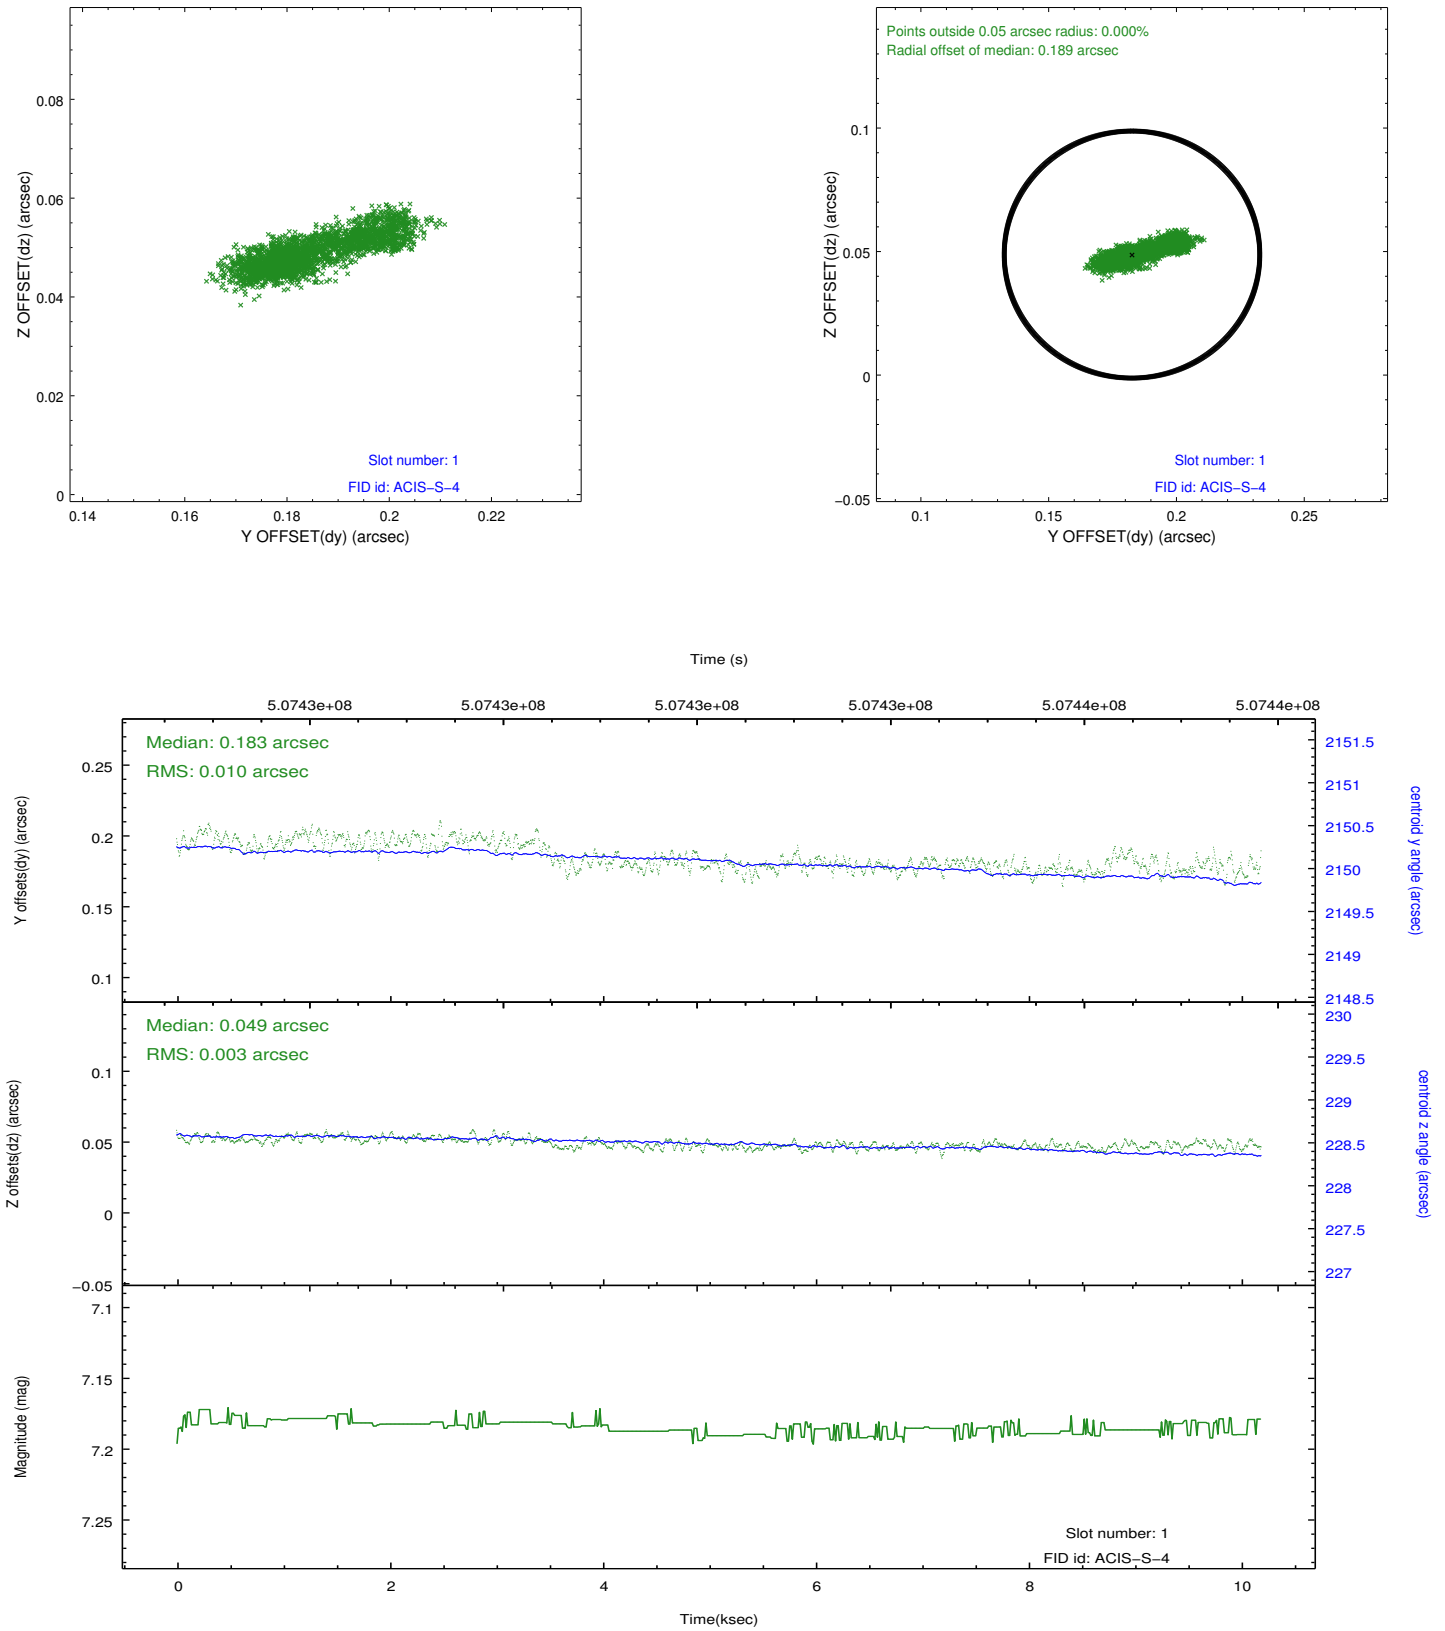 Z OFFSET(dz) (arcsec)
0.08
0.06
0.04
0.02
0
0.14
0.16
0.18
0.2
0.22
Y OFFSET(dy) (arcsec)
Slot number: 1
FID id: ACIS−S−4
Points outside 0.05 arcsec radius: 0.000%
Radial offset of median: 0.189 arcsec
Z OFFSET(dz) (arcsec)
0.1
0.05
0
−0.05
0.1
0.15
0.2
0.25
Y OFFSET(dy) (arcsec)
Slot number: 1
FID id: ACIS−S−4
Time (s)
5.0743e+08
5.0743e+08
5.0743e+08
5.0743e+08
5.0744e+08
5.0744e+08
Median: 0.183 arcsec
RMS: 0.010 arcsec
Y offsets(dy) (arcsec)
0.25
0.2
0.15
0.1
2151.5
2151
2150.5
2150
2149.5
2149
2148.5
centroid y angle (arcsec)
Median: 0.049 arcsec
RMS: 0.003 arcsec
Z offsets(dz) (arcsec)
0.1
0.05
0
−0.05
230
229.5
229
228.5
228
227.5
227
centroid z angle (arcsec)
Magnitude (mag)
7.1
7.15
7.2
7.25
Slot number: 1
FID id: ACIS−S−4
0
2
4
6
8
10
Time(ksec)